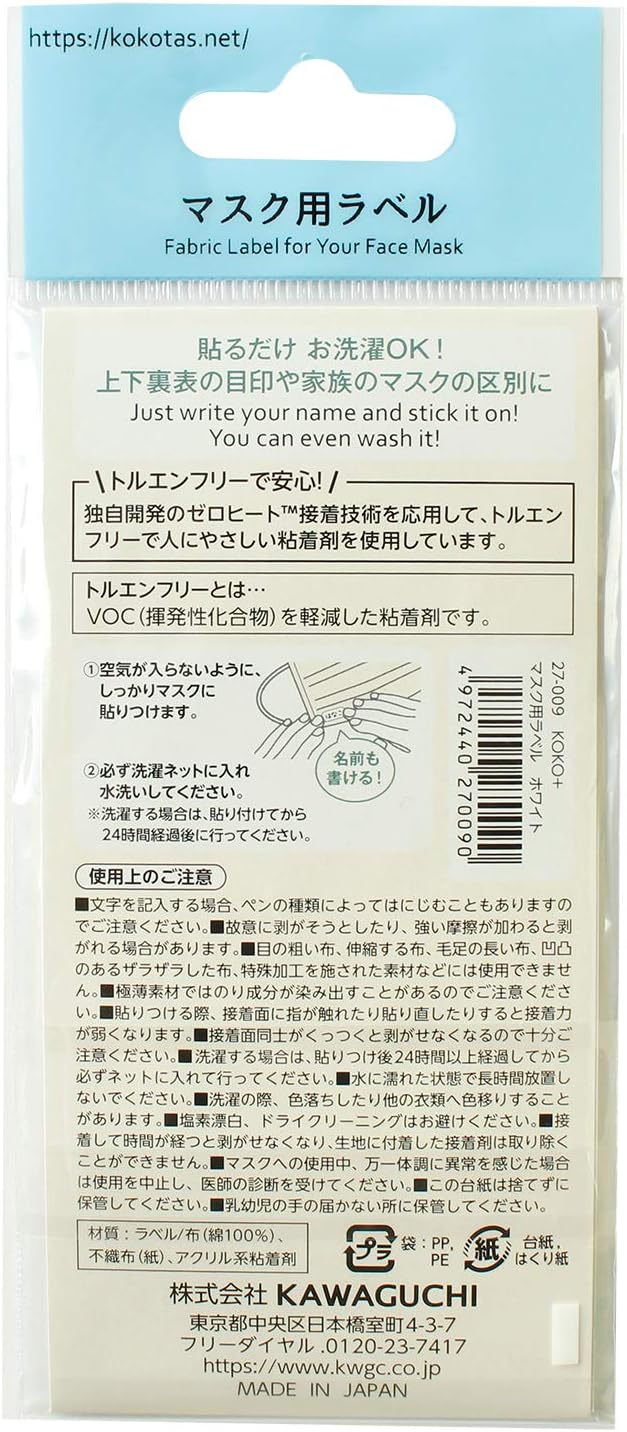 https://kokotas.net/
マスク用ラベル
Fabric Label for Your Face Mask
貼るだけ お洗濯OK！
上下裏表の目印や家族のマスクの区別に
Just write your name and stick it on!
You can even wash it!
\トルエンフリーで安心！/
独自開発のゼロヒート™接着技術を応用して、トルエン
フリーで人にやさしい粘着剤を使用しています。
トルエンフリーとは…
VOC（揮発性化合物）を軽減した粘着剤です。
①空気が入らないように、
しっかりマスクに
貼りつけます。
はなこ
名前も
書ける！
②必ず洗濯ネットに入れ
水洗いしてください。
※洗濯する場合は、貼り付けてから
24時間経過後に行ってください。
27-009 KOKO+
マスク用ラベル ホワイト
4972440270090
使用上のご注意
■文字を記入する場合、ペンの種類によってはにじむこともありますの
でご注意ください。■故意に剥がそうとしたり、強い摩擦が加わると剥
がれる場合があります。■目の粗い布、伸縮する布、毛足の長い布、凹凸
のあるザラザラした布、特殊加工を施された素材などには使用できませ
ん。■極薄素材ではのり成分が染み出すことがあるのでご注意くださ
い。■貼りつける際、接着面に指が触れたり貼り直したりすると接着力
が弱くなります。■接着面同士がくっつくと剥がせなくなるので十分ご
注意ください。■洗濯する場合は、貼りつけ後24時間以上経過してから
必ずネットに入れて行ってください。■水に濡れた状態で長時間放置し
ないでください。■洗濯の際、色落ちしたり他の衣類へ色移りすること
があります。■塩素漂白、ドライクリーニングはお避けください。■接
着して時間が経つと剥がせなくなり、生地に付着した接着剤は取り除く
ことができません。■マスクへの使用中、万一体調に異常を感じた場合
は使用を中止し、医師の診断を受けてください。■この台紙は捨てずに
保管してください。■乳幼児の手の届かない所に保管してください。
材質：ラベル/布（綿100％）、
不織布（紙）、アクリル系粘着剤
プラ
袋：PP,
PE
紙
台紙,
はくり紙
株式会社 KAWAGUCHI
東京都中央区日本橋室町4-3-7
フリーダイヤル.0120-23-7417
https://www.kwgc.co.jp
MADE IN JAPAN